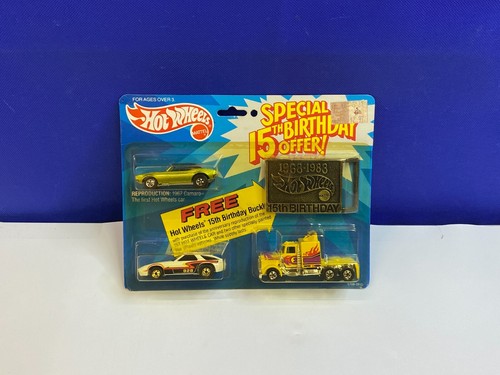 FOR AGES OVER 3
HOT WHEELS
MATTEL
SPECIAL
15TH BIRTHDAY
OFFER!
REPRODUCTION: 1967 Camaro
The first Hot Wheels car.
1968-1983
Hot Wheels
15th BIRTHDAY
FREE
Hot Wheels 15th Birthday Buckle
928